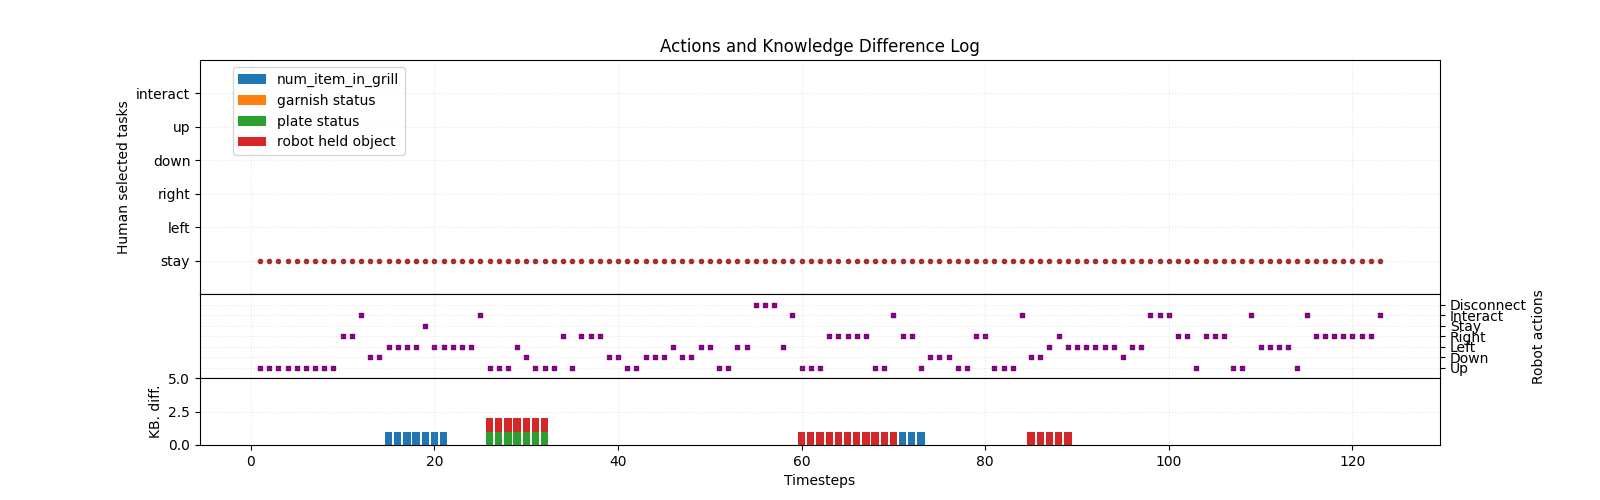 Actions and Knowledge Difference Log
num_item_in_grill
garnish status
plate status
robot held object
Human selected tasks
interact
up
down
right
left
stay
Disconnect
Interact
Stay
Right
Left
Down
Up
Robot actions
KB. diff.
5.0
2.5
0.0
0 20 40 60 80 100 120
Timesteps